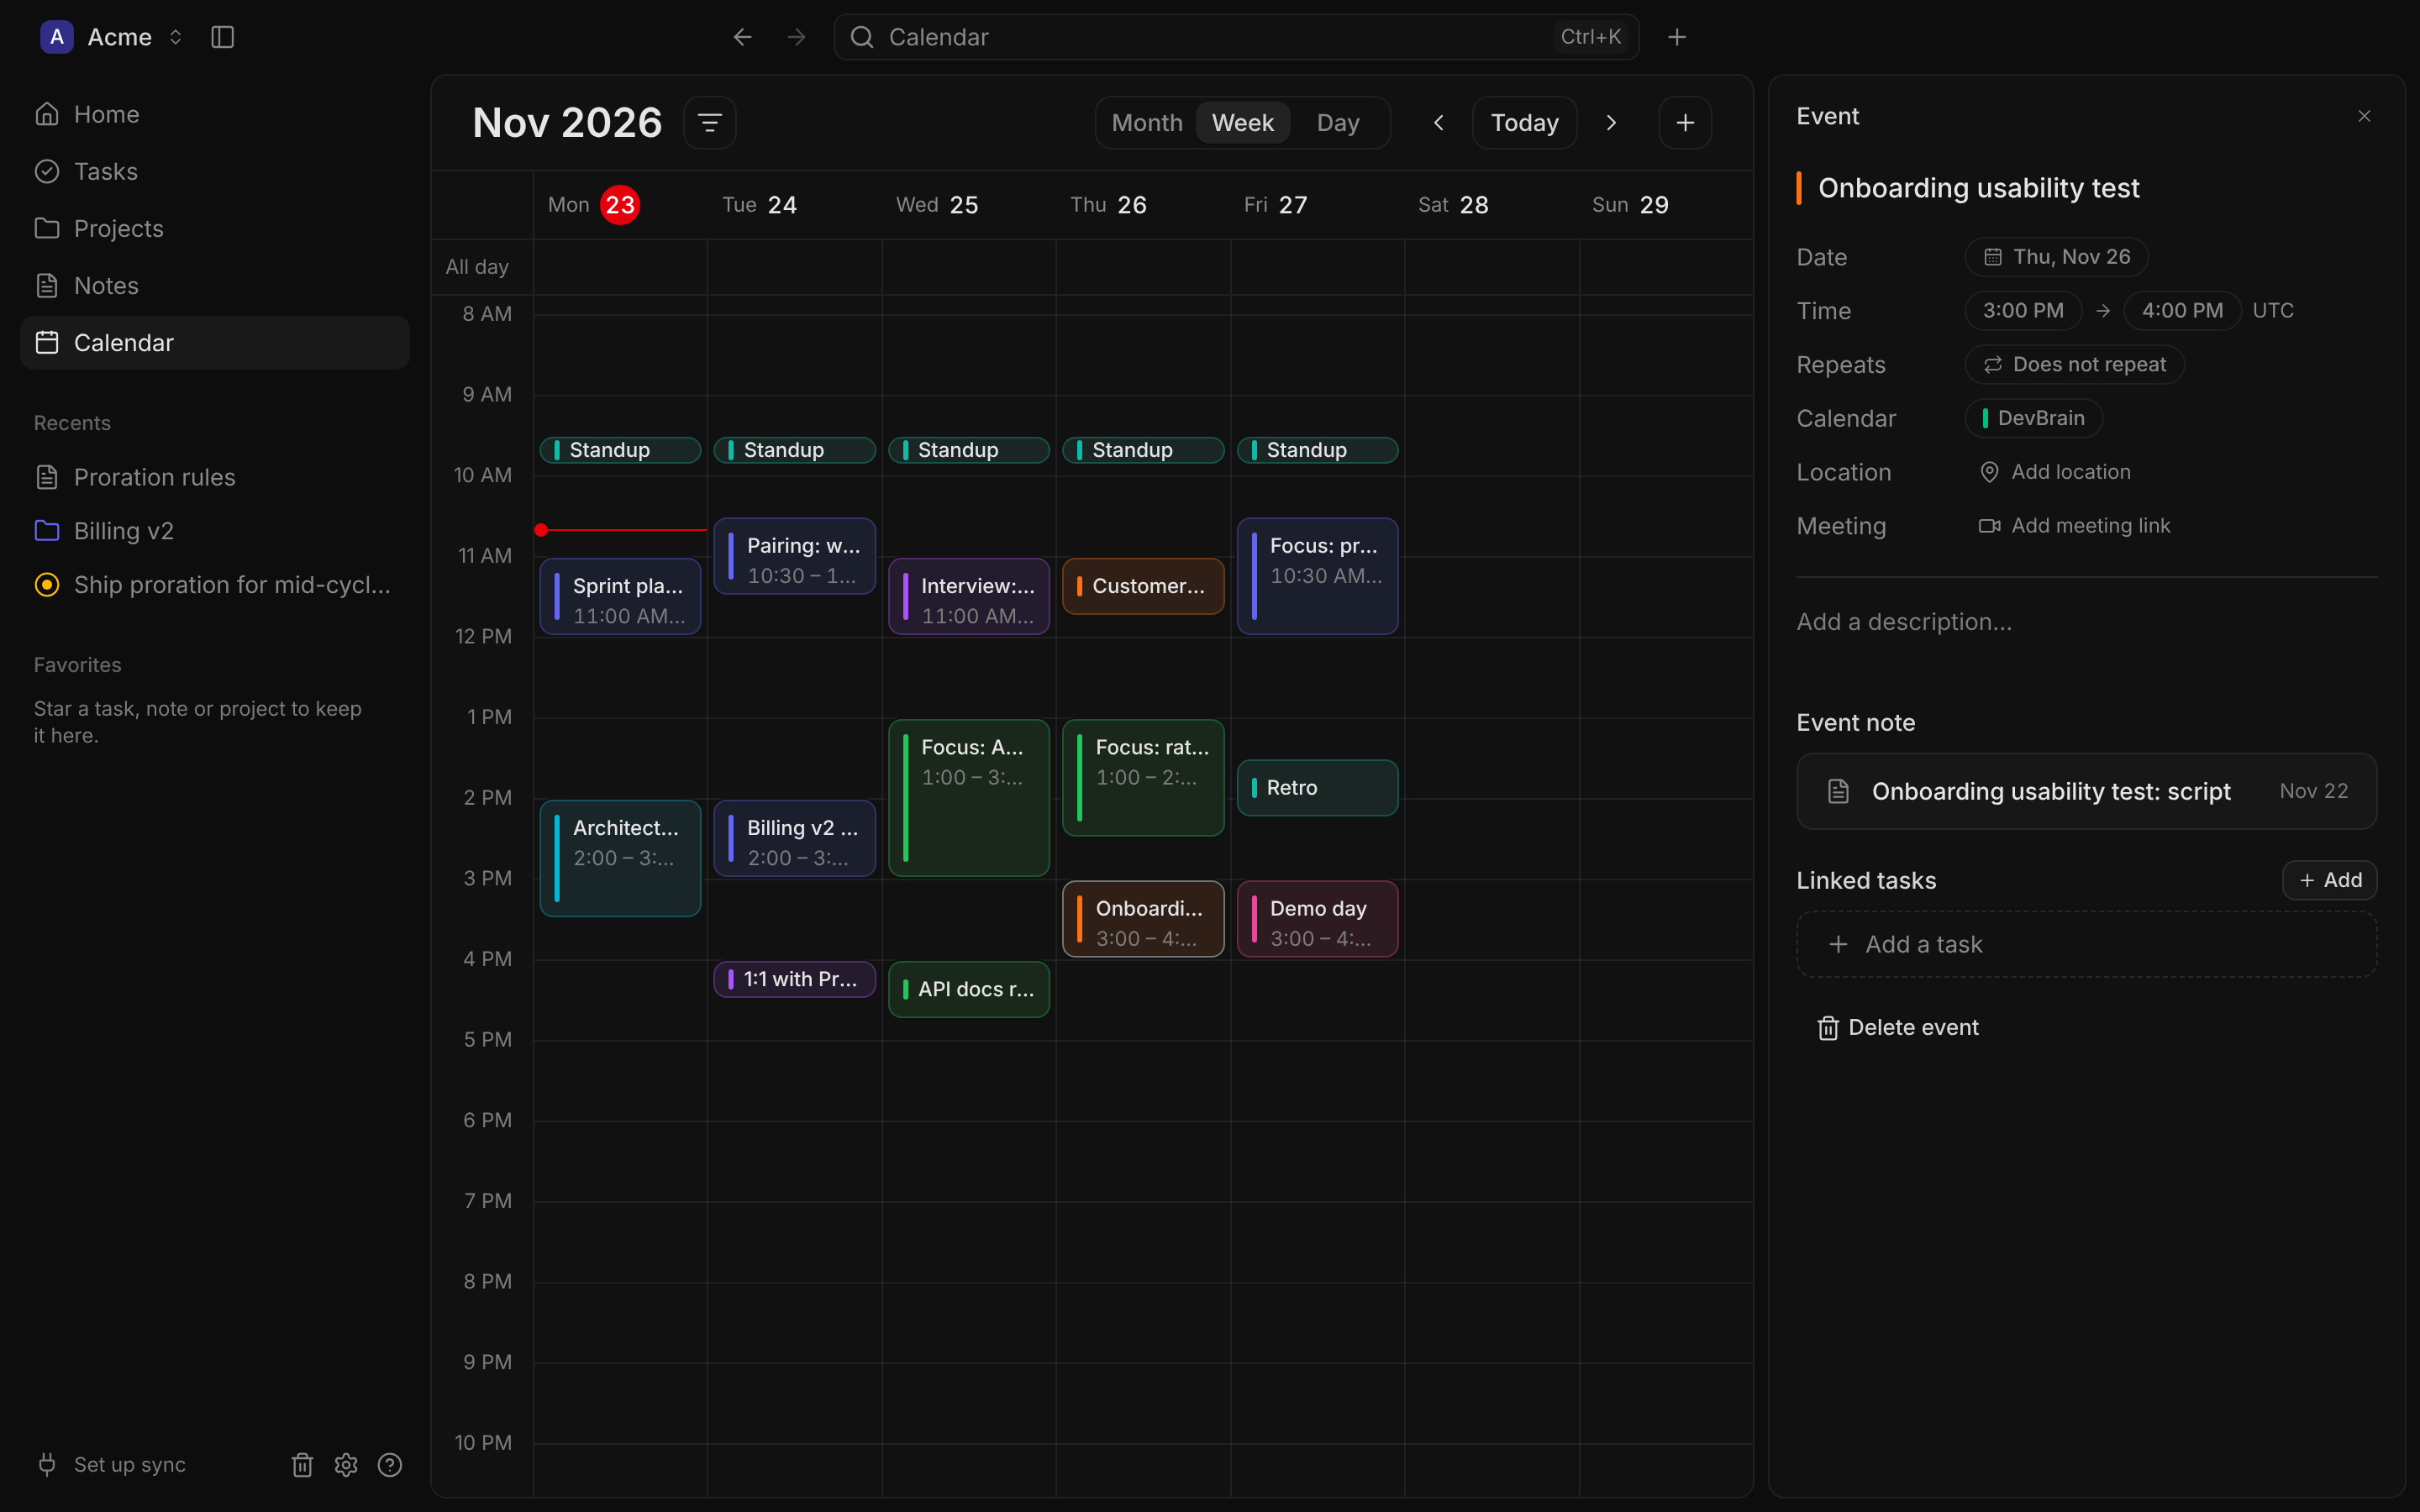 A Acme
Calendar Ctrl+K
Home
Tasks
Projects
Notes
Calendar
Recents
Proration rules
Billing v2
Ship proration for mid-cycl...
Favorites
Star a task, note or project to keep
it here.
Set up sync
Nov 2026
Month Week Day Today
Mon 23 Tue 24 Wed 25 Thu 26 Fri 27 Sat 28 Sun 29
All day
8 AM
9 AM
Standup Standup Standup Standup Standup
10 AM
Pairing: w... Focus: pr...
11 AM
10:30 – 1... 10:30 AM...
Sprint pla... Interview:... Customer...
11:00 AM... 11:00 AM...
12 PM
1 PM
Focus: A... Focus: rat...
1:00 – 3:... 1:00 – 2:...
Retro
2 PM
Architect... Billing v2 ...
2:00 – 3:... 2:00 – 3:...
3 PM
Onboardi... Demo day
3:00 – 4:... 3:00 – 4:...
4 PM
1:1 with Pr... API docs r...
5 PM
6 PM
7 PM
8 PM
9 PM
10 PM
Event
Onboarding usability test
Date Thu, Nov 26
Time 3:00 PM → 4:00 PM UTC
Repeats Does not repeat
Calendar DevBrain
Location Add location
Meeting Add meeting link
Add a description...
Event note
Onboarding usability test: script Nov 22
Linked tasks + Add
+ Add a task
Delete event